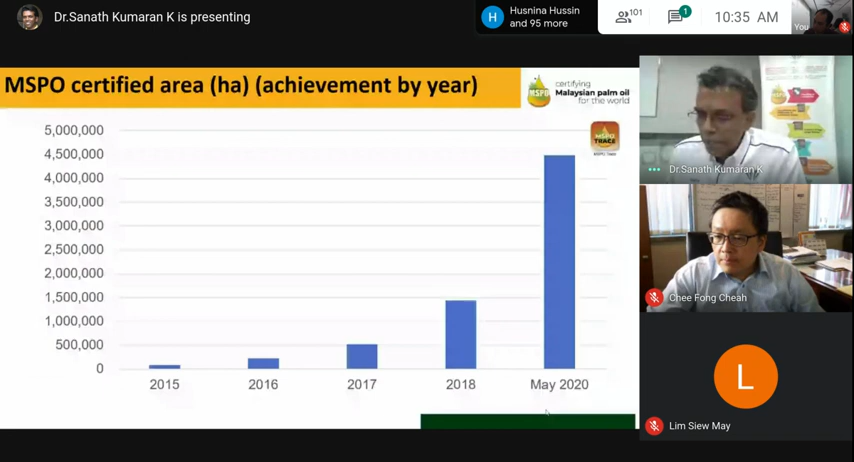 Dr.Sanath Kumaran K is presenting
H
Husnina Hussin
and 95 more
101
1
10:35 AM
You
MSPO certified area (ha) (achievement by year)
MSPO
certifying
Malaysian palm oil
for the world
MSPO
TRACE
MSPO Trace
5,000,000
4,500,000
4,000,000
3,500,000
3,000,000
2,500,000
2,000,000
1,500,000
1,000,000
500,000
0
2015
2016
2017
2018
May 2020
Dr.Sanath Kumaran K
Chee Fong Cheah
L
Lim Siew May